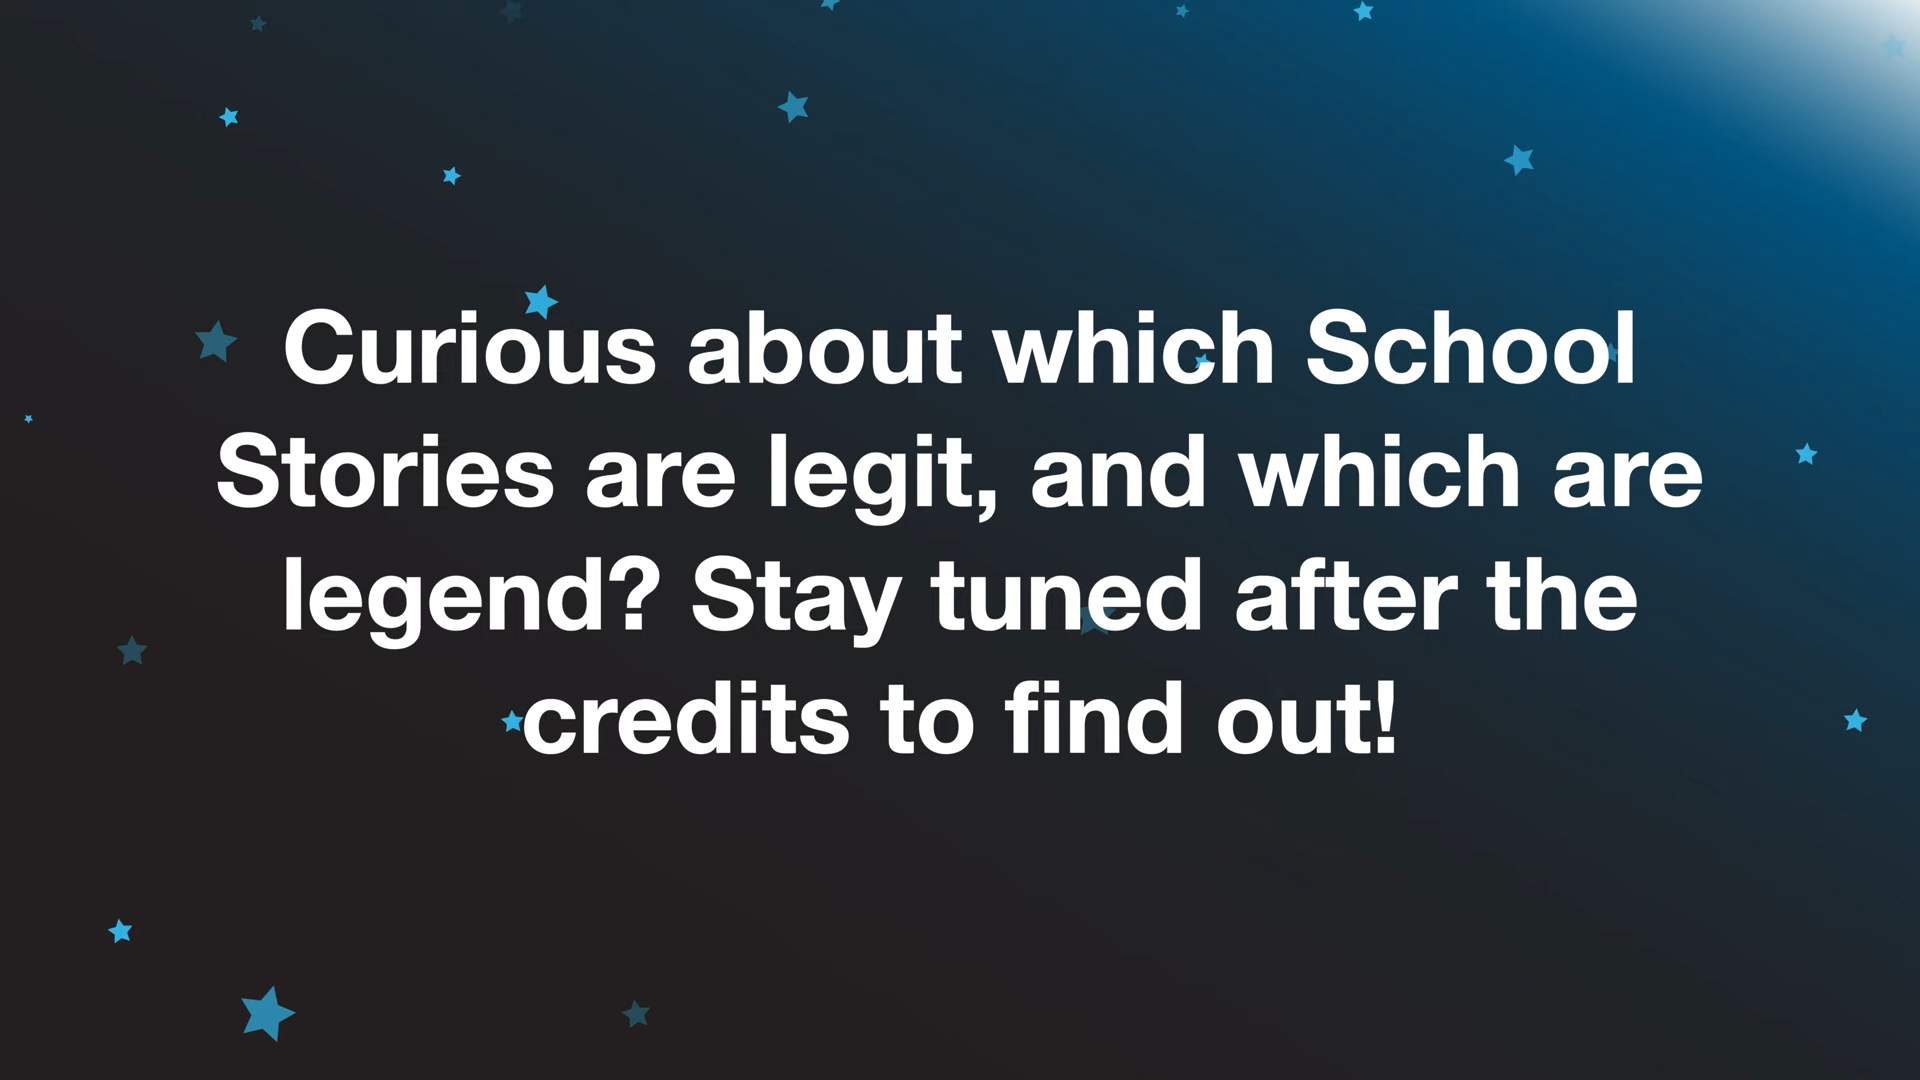 Curious about which School
Stories are legit, and which are
legend? Stay tuned after the
credits to find out!